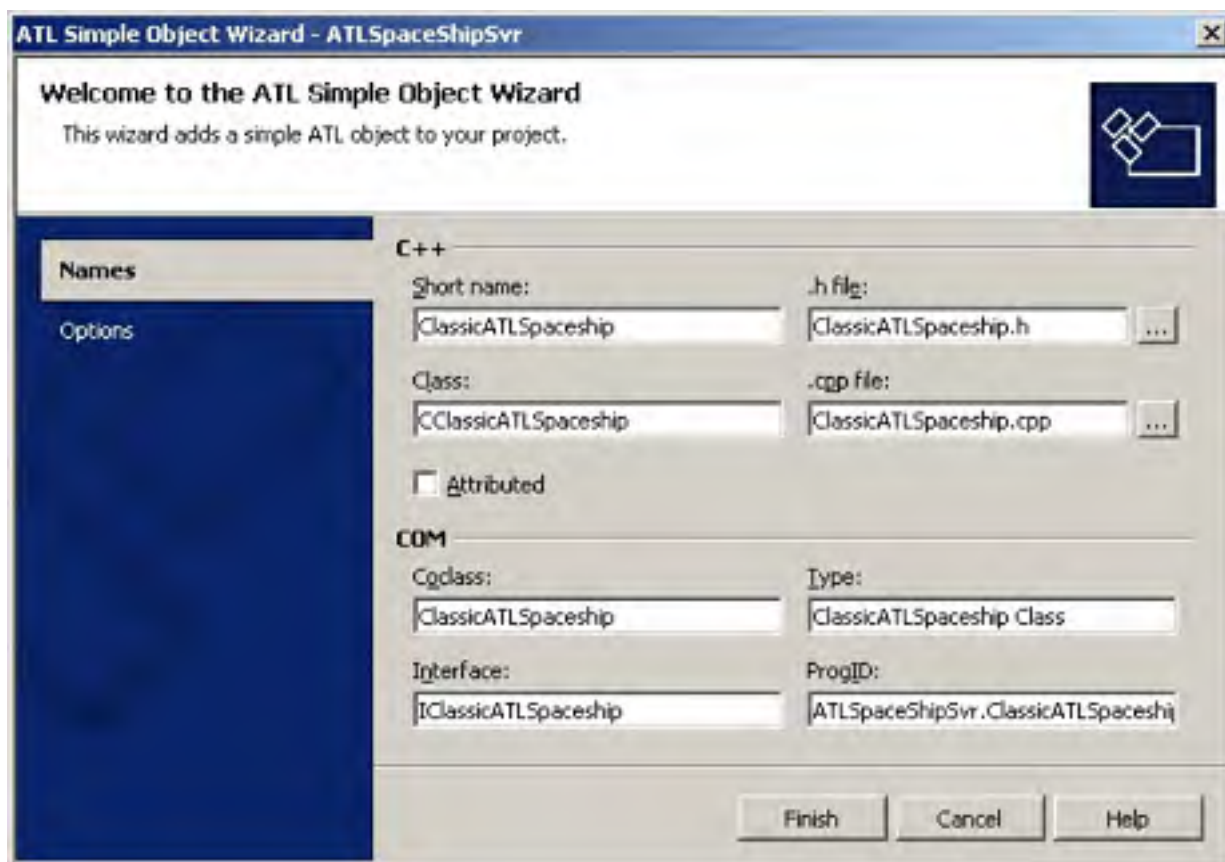 ATL Simple Object Wizard - ATLSpaceShipSvr
Welcome to the ATL Simple Object Wizard
This wizard adds a simple ATL object to your project.
Names
Options
C++
Short name:
.h file:
ClassicATLSpaceship
ClassicATLSpaceship.h
...
Class:
.cpp file:
CClassicATLSpaceship
ClassicATLSpaceship.cpp
...
Attributed
COM
Coclass:
Type:
ClassicATLSpaceship
ClassicATLSpaceship Class
Interface:
ProgID:
IClassicATLSpaceship
ATLSpaceShipSvr.ClassicATLSpaceship
Finish
Cancel
Help